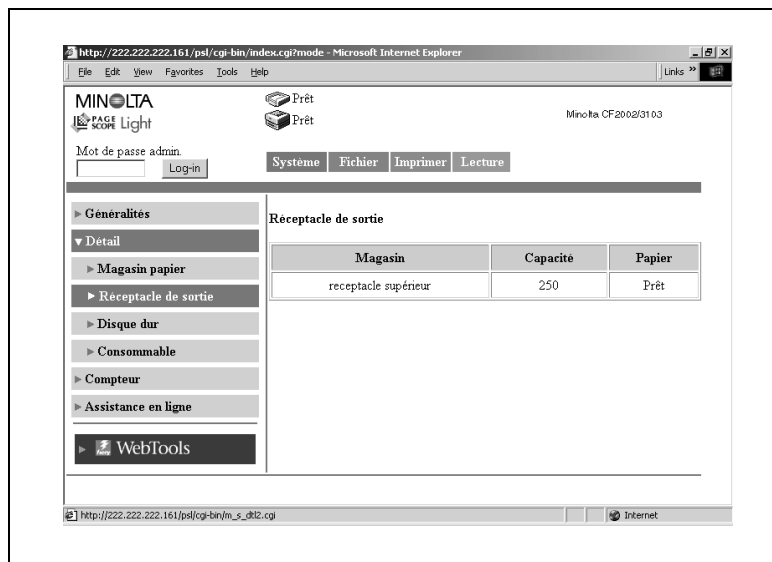 http://222.222.222.161/psl/cgi-bin/index.cgi?mode - Microsoft Internet Explorer
File Edit View Favorites Tools Help
Links »
MINOLTA
PAGE SCOPE Light
Prêt
Prêt
Minolta CF2002/3103
Mot de passe admin.
Log-in
Système Fichier Imprimer Lecture
Généralités
Détail
Magasin papier
Réceptacle de sortie
Disque dur
Consommable
Compteur
Assistance en ligne
WebTools
Réceptacle de sortie
Magasin Capacité Papier
receptacle supérieur 250 Prêt
http://222.222.222.161/psl/cgi-bin/m_s_dtl2.cgi
Internet